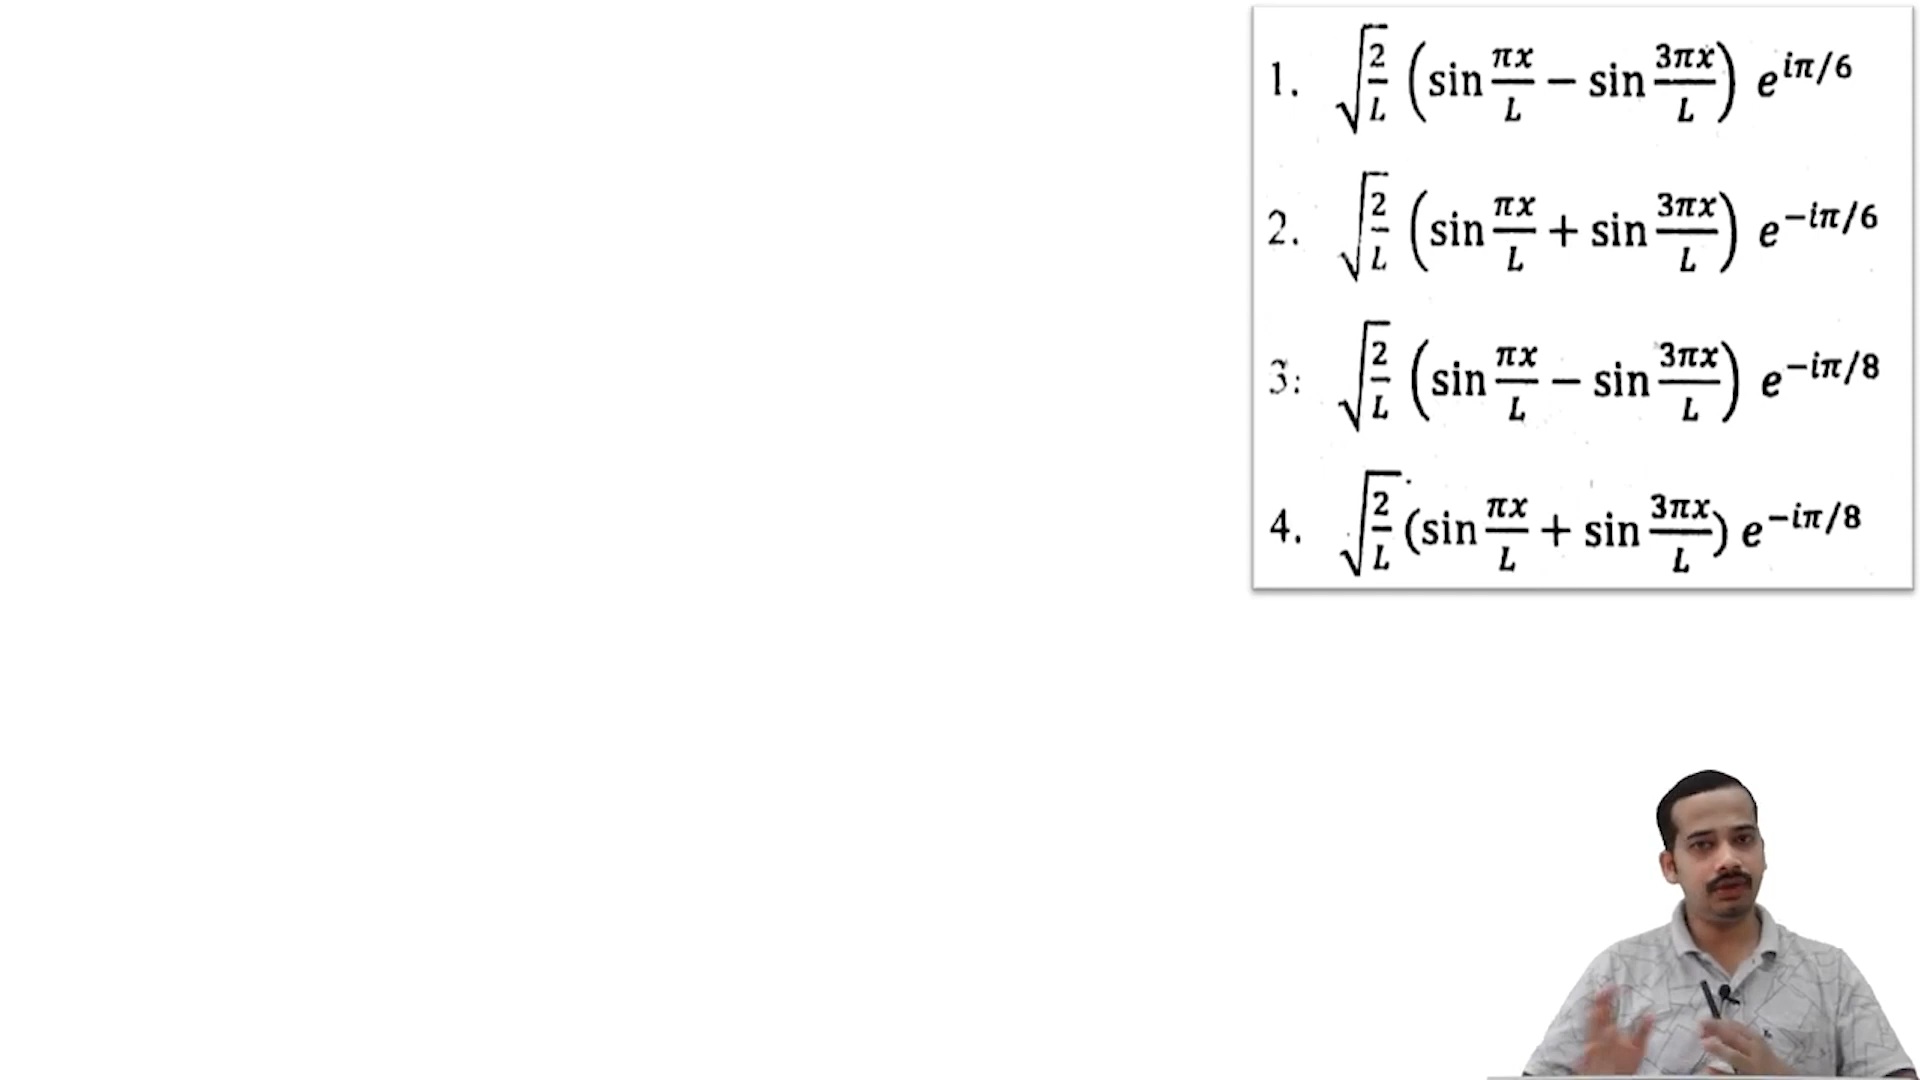 1. √(2/L) (sin πx/L − sin 3πx/L) e^{iπ/6}
2. √(2/L) (sin πx/L + sin 3πx/L) e^{−iπ/6}
3: √(2/L) (sin πx/L − sin 3πx/L) e^{−iπ/8}
4. √(2/L) (sin πx/L + sin 3πx/L) e^{−iπ/8}